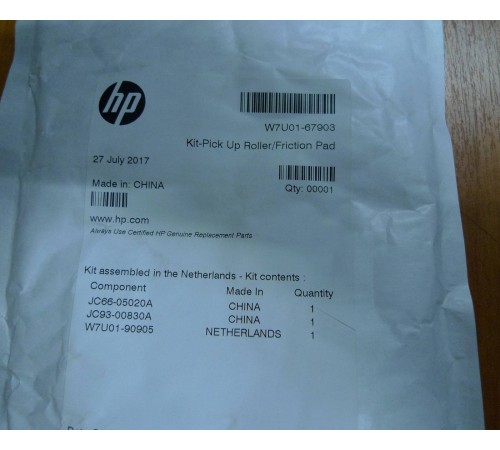 hp
W7U01-67903
Kit-Pick Up Roller/Friction Pad
27 July 2017
Made in: CHINA
Qty: 00001
www.hp.com
Always Use Certified HP Genuine Replacement Parts
Kit assembled in the Netherlands - Kit contents :
Component Made In Quantity
JC66-05020A CHINA 1
JC93-00830A CHINA 1
W7U01-90905 NETHERLANDS 1